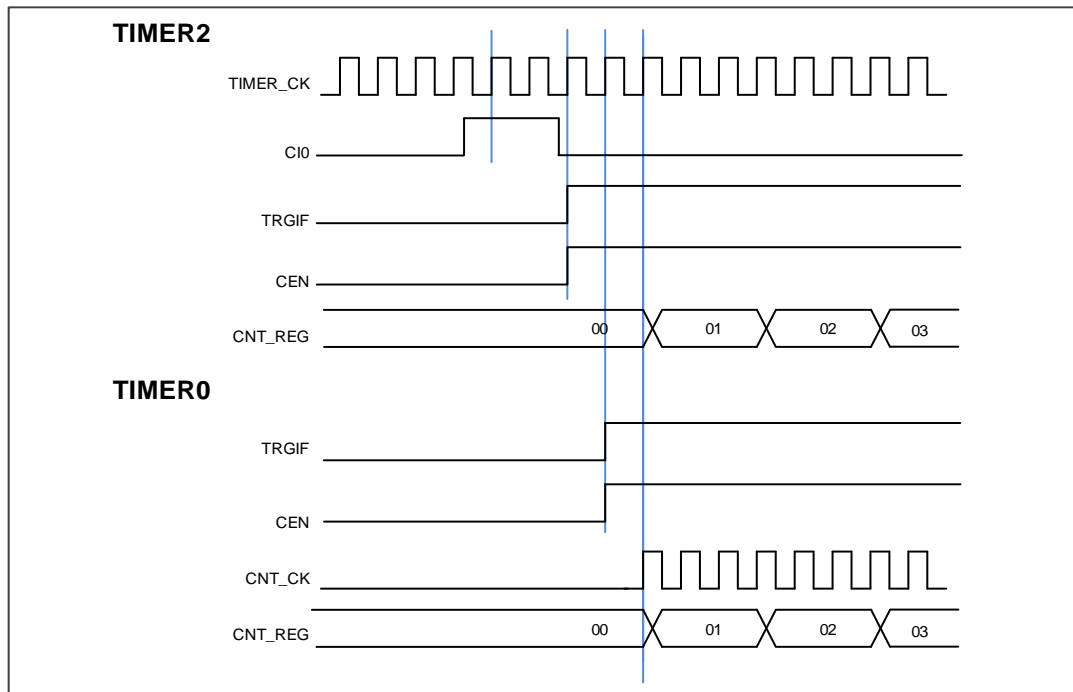 TIMER2
TIMER_CK
CI0
TRGIF
CEN
CNT_REG 00 01 02 03
TIMER0
TRGIF
CEN
CNT_CK
CNT_REG 00 01 02 03